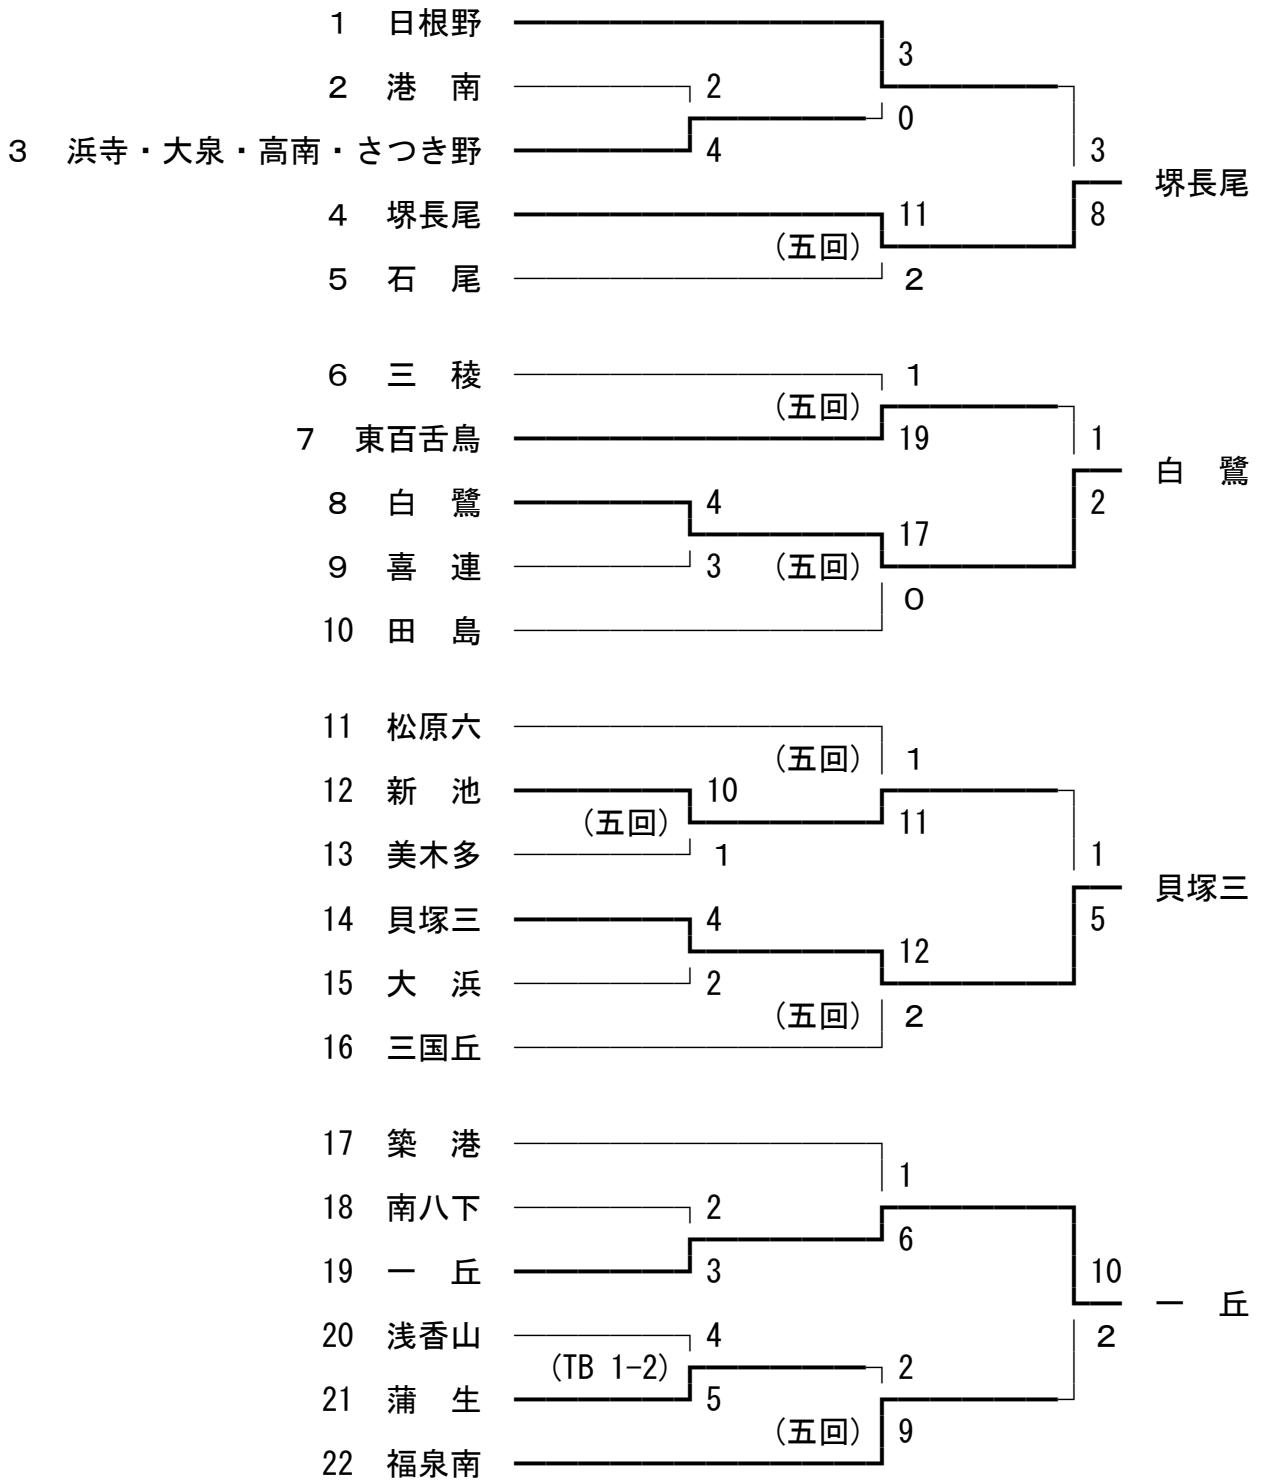 1 日根野
3
2 港 南 2
0
3 浜寺・大泉・高南・さつき野 4 3
堺長尾
4 堺長尾 11 8
(五回)
5 石 尾 2
6 三 稜 1
(五回)
7 東百舌鳥 19 1
白 鷺
8 白 鷺 4 2
17
9 喜 連 3 (五回)
0
10 田 島
11 松原六
(五回) 1
12 新 池 10
(五回) 11
13 美木多 1 1
貝塚三
14 貝塚三 4 5
12
15 大 浜 2
(五回) 2
16 三国丘
17 築 港
1
18 南八下 2
6
19 一 丘 3 10
一 丘
20 浅香山 4 2
(TB 1-2) 2
21 蒲 生 5
(五回) 9
22 福泉南